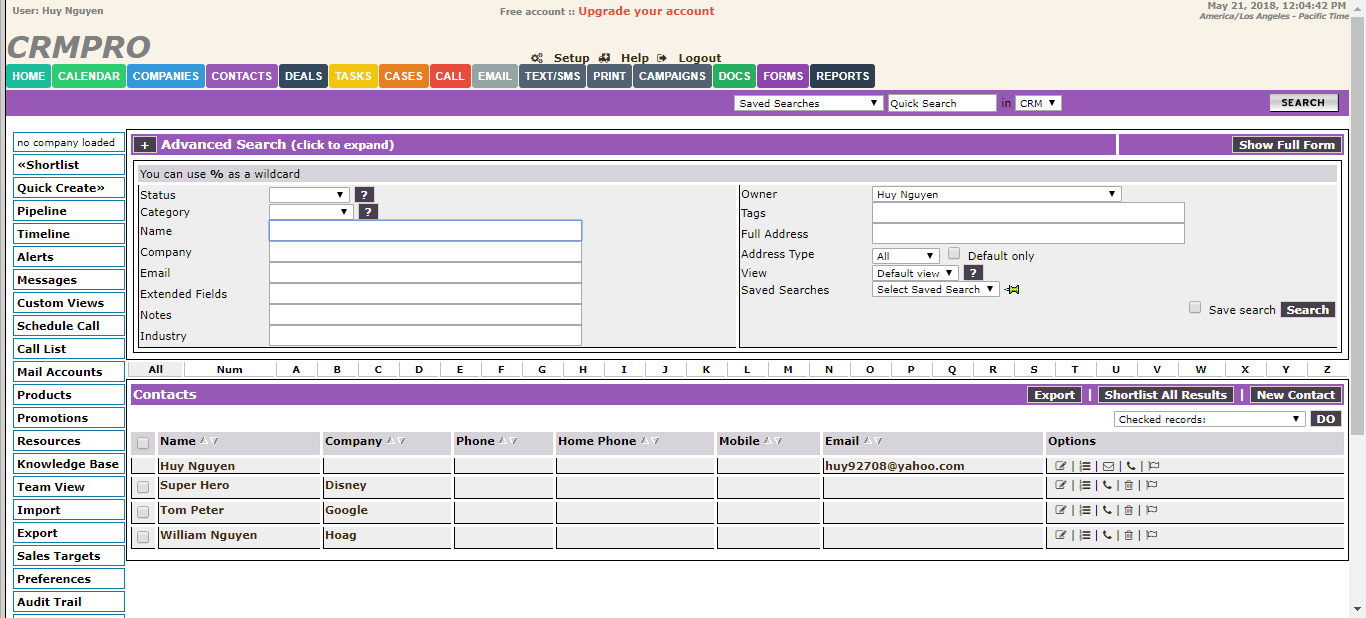 User: Huy Nguyen
Free account :: Upgrade your account
May 21, 2018, 12:04:42 PM
America/Los Angeles - Pacific Time
CRMPRO
Setup Help Logout
HOME CALENDAR COMPANIES CONTACTS DEALS TASKS CASES CALL EMAIL TEXT/SMS PRINT CAMPAIGNS DOCS FORMS REPORTS
Saved Searches Quick Search in CRM SEARCH
no company loaded
«Shortlist
Quick Create»
Pipeline
Timeline
Alerts
Messages
Custom Views
Schedule Call
Call List
Mail Accounts
Products
Promotions
Resources
Knowledge Base
Team View
Import
Export
Sales Targets
Preferences
Audit Trail
+ Advanced Search (click to expand) Show Full Form
You can use % as a wildcard
Status ?
Category ?
Name
Company
Email
Extended Fields
Notes
Industry
Owner Huy Nguyen
Tags
Full Address
Address Type All Default only
View Default view ?
Saved Searches Select Saved Search
Save search Search
All Num A B C D E F G H I J K L M N O P Q R S T U V W X Y Z
Contacts Export | Shortlist All Results | New Contact
Checked records: DO
Name Company Phone Home Phone Mobile Email Options
Huy Nguyen huy92708@yahoo.com | | | |
Super Hero Disney | | | |
Tom Peter Google | | | |
William Nguyen Hoag | | | |